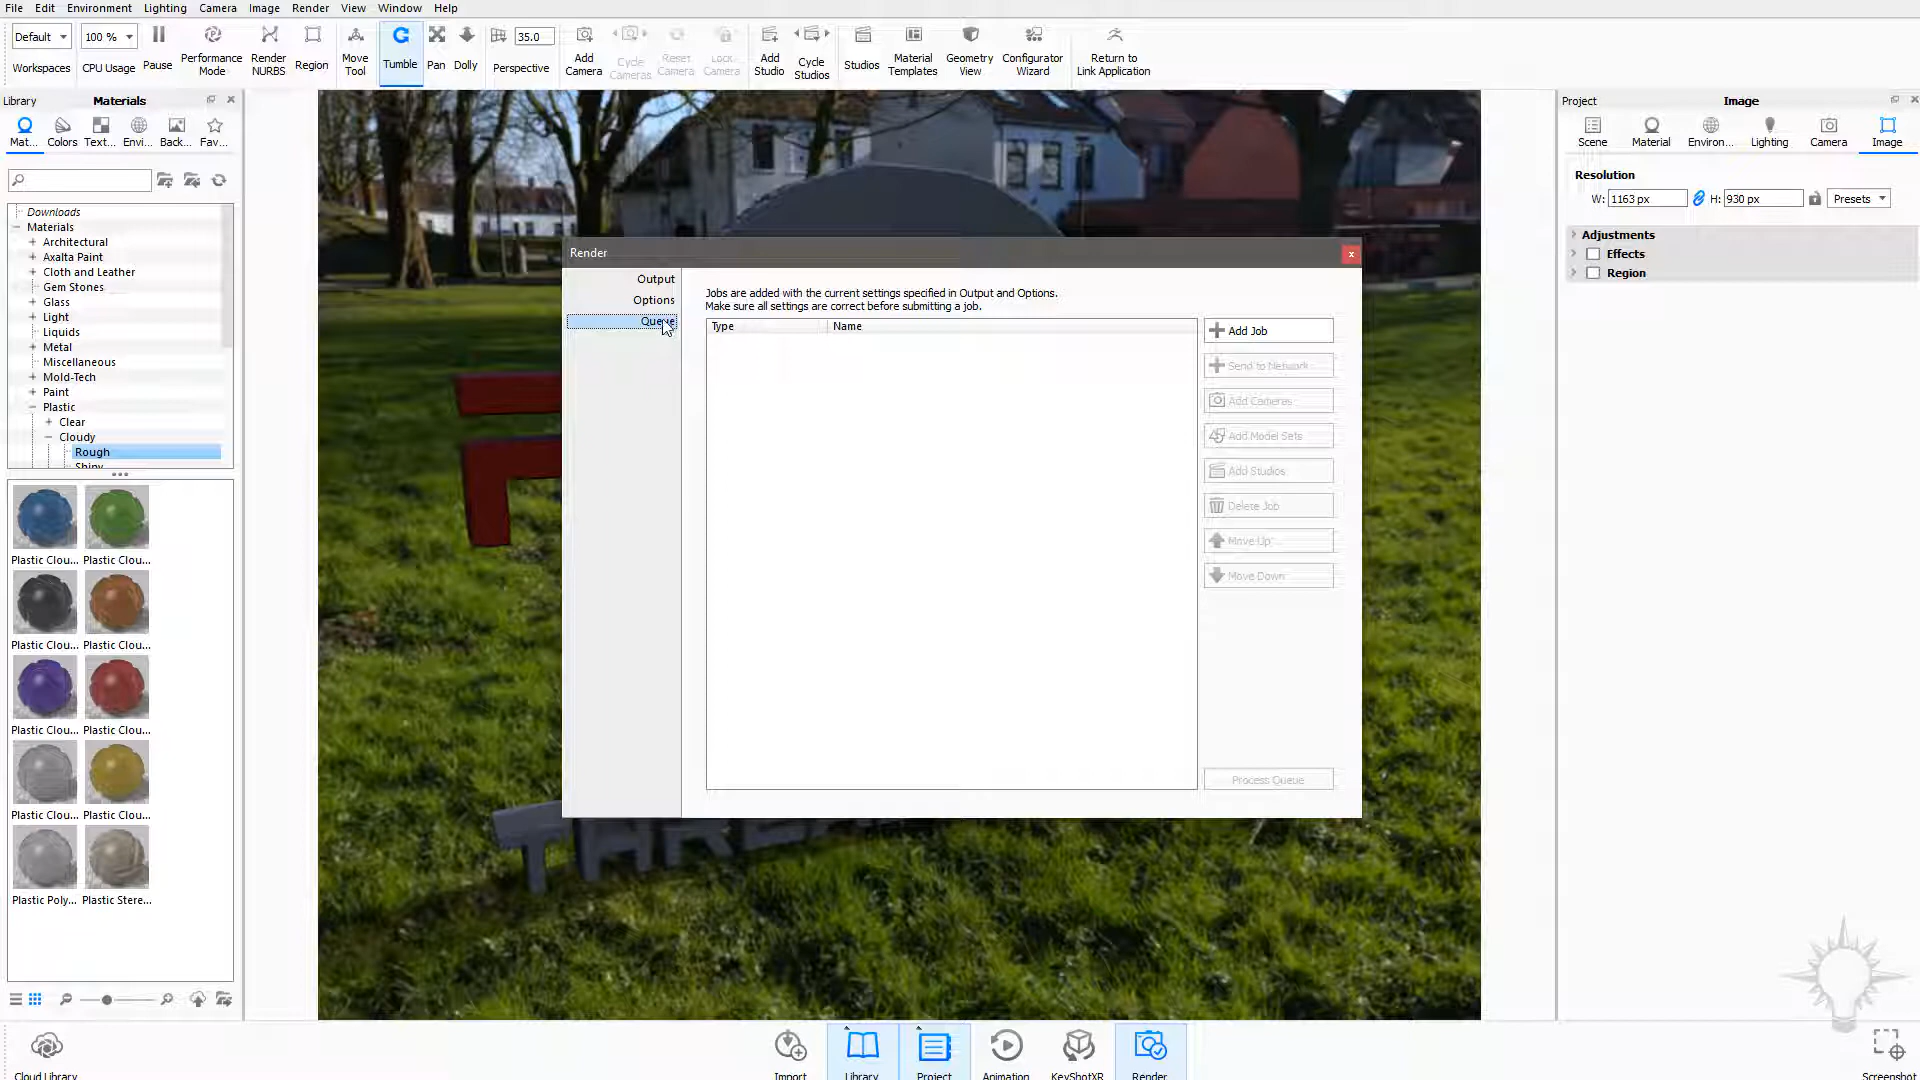 File Edit Environment Lighting Camera Image Render View Window Help
Default 100 % 35.0
Workspaces CPU Usage Pause Performance Mode Render NURBS Region Move Tool Tumble Pan Dolly Perspective Add Camera Cycle Cameras Reset Camera Lock Camera Add Studio Cycle Studios Studios Material Templates Geometry View Configurator Wizard Return to Link Application
Library Materials
Mat... Colors Text... Envi... Back... Fav...
Downloads
Materials
Architectural
Axalta Paint
Cloth and Leather
Gem Stones
Glass
Light
Liquids
Metal
Miscellaneous
Mold-Tech
Paint
Plastic
Clear
Cloudy
Rough
Shiny
Plastic Clou... Plastic Clou...
Plastic Clou... Plastic Clou...
Plastic Clou... Plastic Clou...
Plastic Clou... Plastic Clou...
Plastic Poly... Plastic Stere...
Cloud Library
Render
Output
Options
Queue
Jobs are added with the current settings specified in Output and Options.
Make sure all settings are correct before submitting a job.
Type Name
Add Job
Send to Network
Add Cameras
Add Model Sets
Add Studios
Delete Job
Move Up
Move Down
Process Queue
Project Image
Scene Material Environ... Lighting Camera Image
Resolution
W: 1163 px H: 930 px Presets
Adjustments
Effects
Region
Import Library Project Animation KeyShotXR Render Screenshot